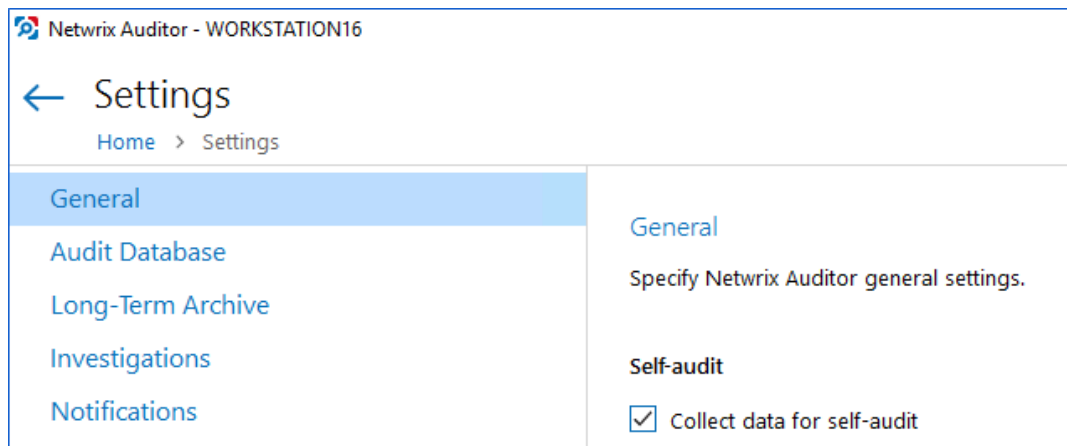 Netwrix Auditor - WORKSTATION16
Settings
Home > Settings
General
Audit Database
Long-Term Archive
Investigations
Notifications
General
Specify Netwrix Auditor general settings.
Self-audit
Collect data for self-audit